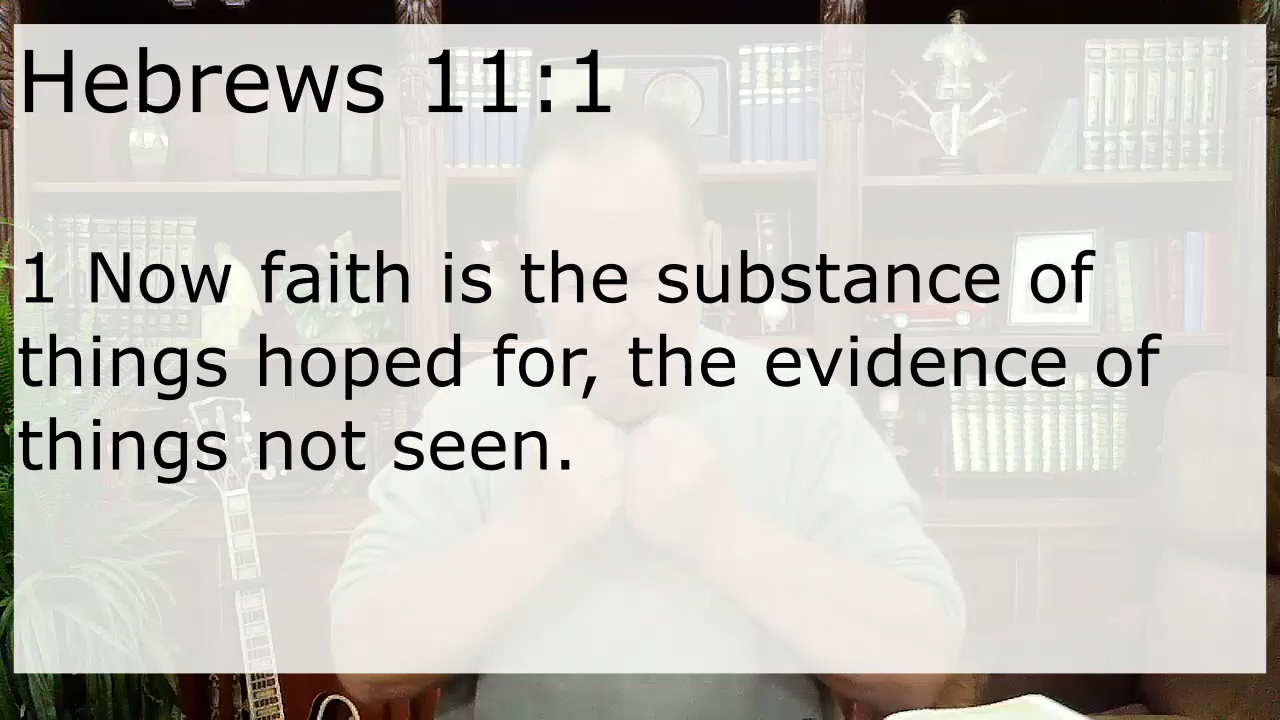 Hebrews 11:1
1 Now faith is the substance of
things hoped for, the evidence of
things not seen.